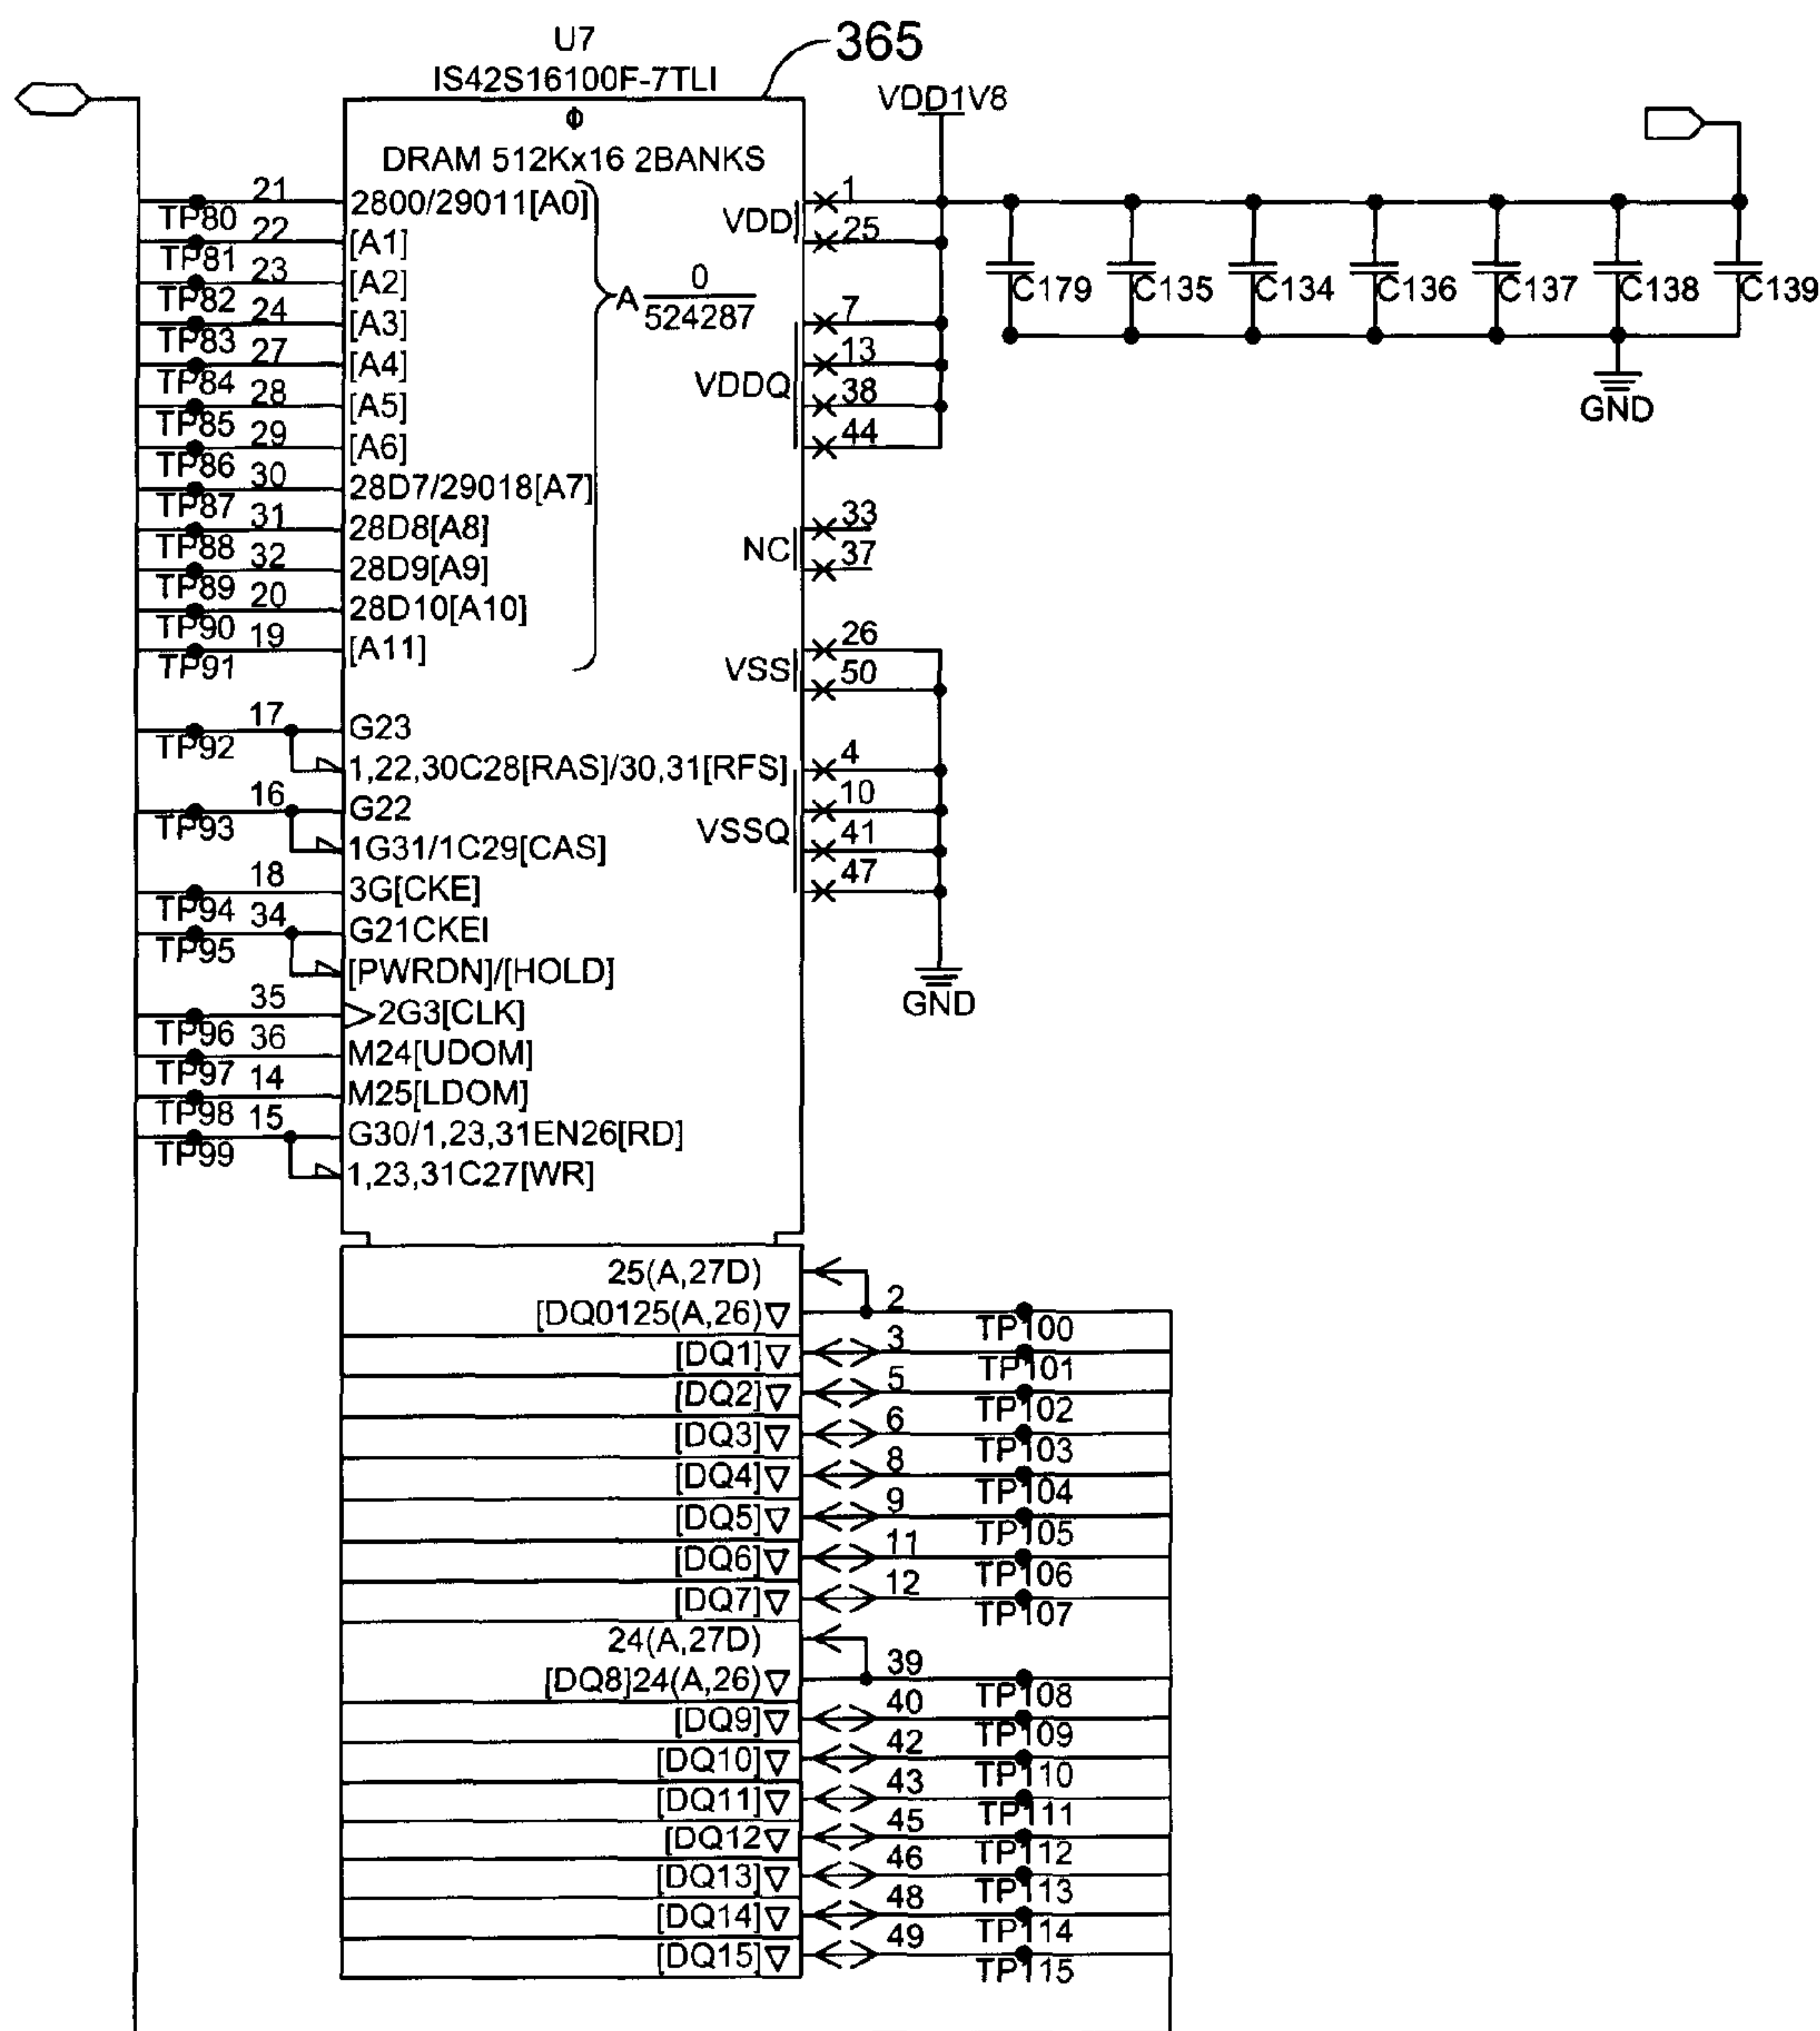 U7
365
IS42S16100F-7TLI
VDD1V8
Φ
DRAM 512Kx16 2BANKS
TP80 21 2800/29011[A0]
TP81 22 [A1]
TP82 23 [A2]
TP83 24 [A3]
TP84 27 [A4]
TP85 28 [A5]
TP86 29 [A6]
TP87 30 28D7/29018[A7]
TP88 31 28D8[A8]
TP89 32 28D9[A9]
TP90 20 28D10[A10]
TP91 19 [A11]
A 0
524287
TP92 17 G23
1,22,30C28[RAS]/30,31[RFS]
TP93 16 G22
1G31/1C29[CAS]
TP94 18 3G[CKE]
TP95 34 G21CKEI
[PWRDN]/[HOLD]
TP96 35 2G3[CLK]
TP97 36 M24[UDOM]
TP98 14 M25[LDOM]
TP99 15 G30/1,23,31EN26[RD]
1,23,31C27[WR]
VDD 1
25
VDDQ 7
13
38
44
NC 33
37
VSS 26
50
VSSQ 4
10
41
47
GND
C179 C135 C134 C136 C137 C138 C139
GND
25(A,27D)
[DQ0125(A,26) 2 TP100
[DQ1] 3 TP101
[DQ2] 5 TP102
[DQ3] 6 TP103
[DQ4] 8 TP104
[DQ5] 9 TP105
[DQ6] 11 TP106
[DQ7] 12 TP107
24(A,27D)
[DQ8]24(A,26) 39 TP108
[DQ9] 40 TP109
[DQ10] 42 TP110
[DQ11] 43 TP111
[DQ12 45 TP112
[DQ13] 46 TP113
[DQ14] 48 TP114
[DQ15] 49 TP115